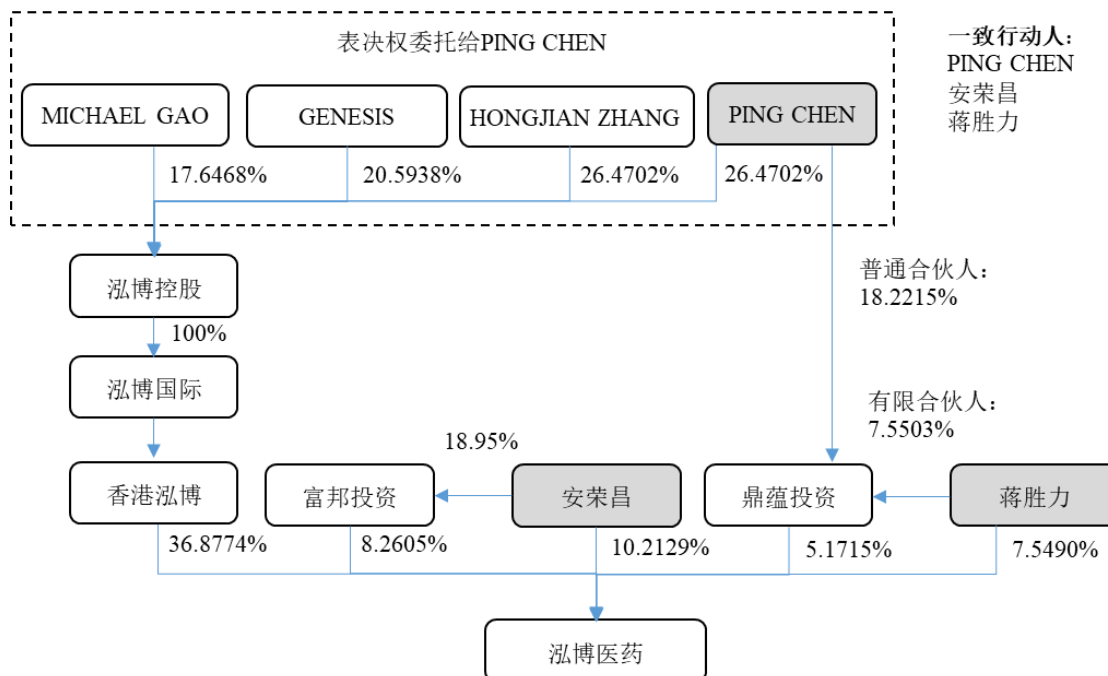 表决权委托给PING CHEN
一致行动人：
PING CHEN
安荣昌
蒋胜力
MICHAEL GAO
GENESIS
HONGJIAN ZHANG
PING CHEN
17.6468%
20.5938%
26.4702%
26.4702%
泓博控股
普通合伙人：
18.2215%
100%
泓博国际
有限合伙人：
7.5503%
18.95%
香港泓博
富邦投资
安荣昌
鼎蕴投资
蒋胜力
36.8774%
8.2605%
10.2129%
5.1715%
7.5490%
泓博医药